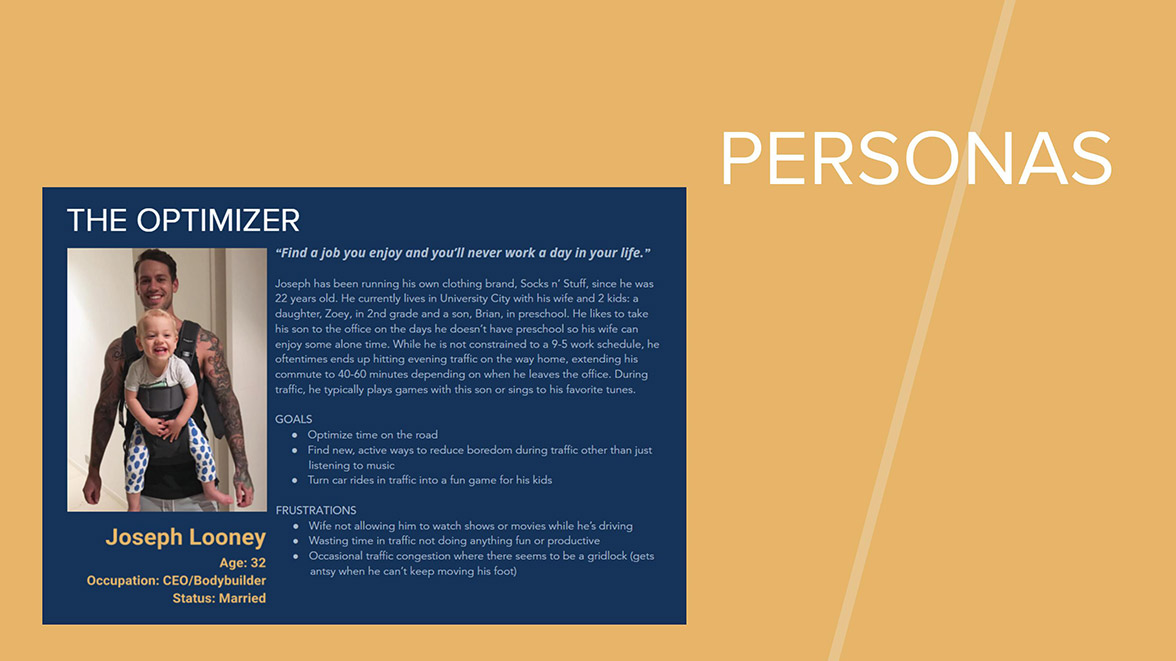 PERSONAS
THE OPTIMIZER
“Find a job you enjoy and you’ll never work a day in your life.”
Joseph has been running his own clothing brand, Socks n’ Stuff, since he was
22 years old. He currently lives in University City with his wife and 2 kids: a
daughter, Zoey, in 2nd grade and a son, Brian, in preschool. He likes to take
his son to the office on the days he doesn’t have preschool so his wife can
enjoy some alone time. While he is not constrained to a 9-5 work schedule, he
oftentimes ends up hitting evening traffic on the way home, extending his
commute to 40-60 minutes depending on when he leaves the office. During
traffic, he typically plays games with this son or sings to his favorite tunes.
GOALS
● Optimize time on the road
● Find new, active ways to reduce boredom during traffic other than just
listening to music
● Turn car rides in traffic into a fun game for his kids
FRUSTRATIONS
● Wife not allowing him to watch shows or movies while he’s driving
● Wasting time in traffic not doing anything fun or productive
● Occasional traffic congestion where there seems to be a gridlock (gets
antsy when he can’t keep moving his foot)
Joseph Looney
Age: 32
Occupation: CEO/Bodybuilder
Status: Married